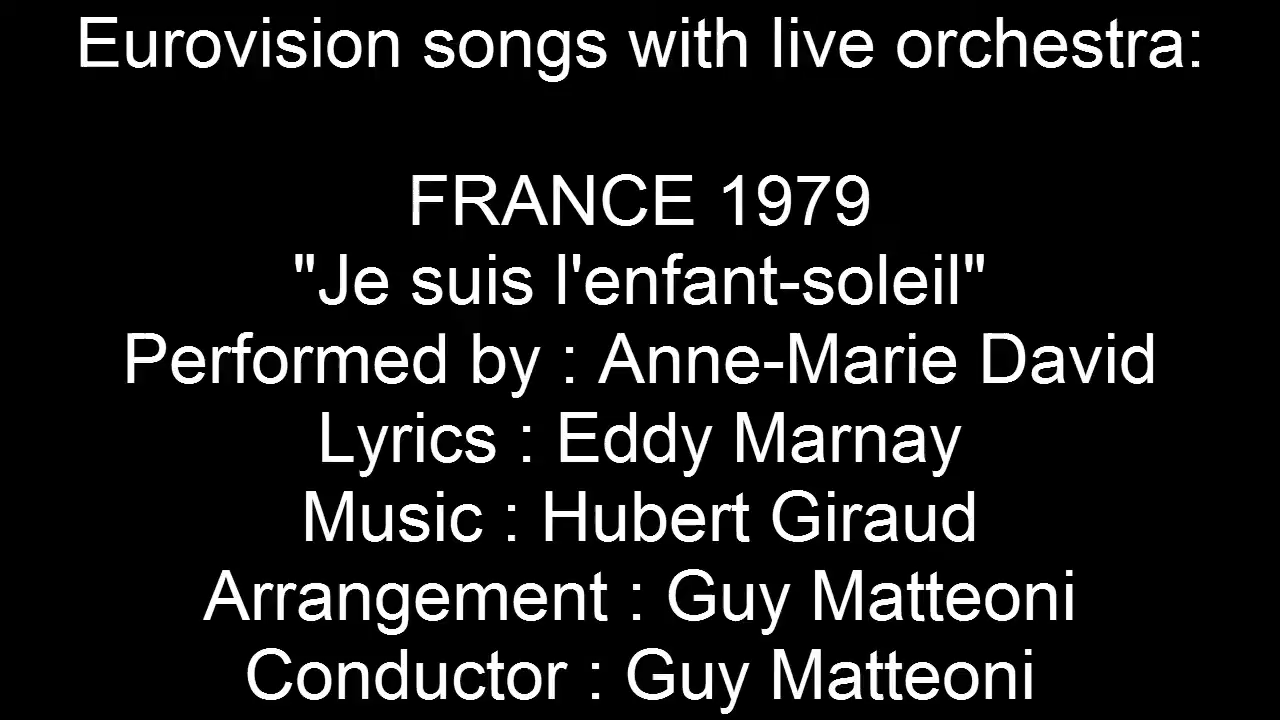 Eurovision songs with live orchestra:
FRANCE 1979
"Je suis l'enfant-soleil"
Performed by : Anne-Marie David
Lyrics : Eddy Marnay
Music : Hubert Giraud
Arrangement : Guy Matteoni
Conductor : Guy Matteoni